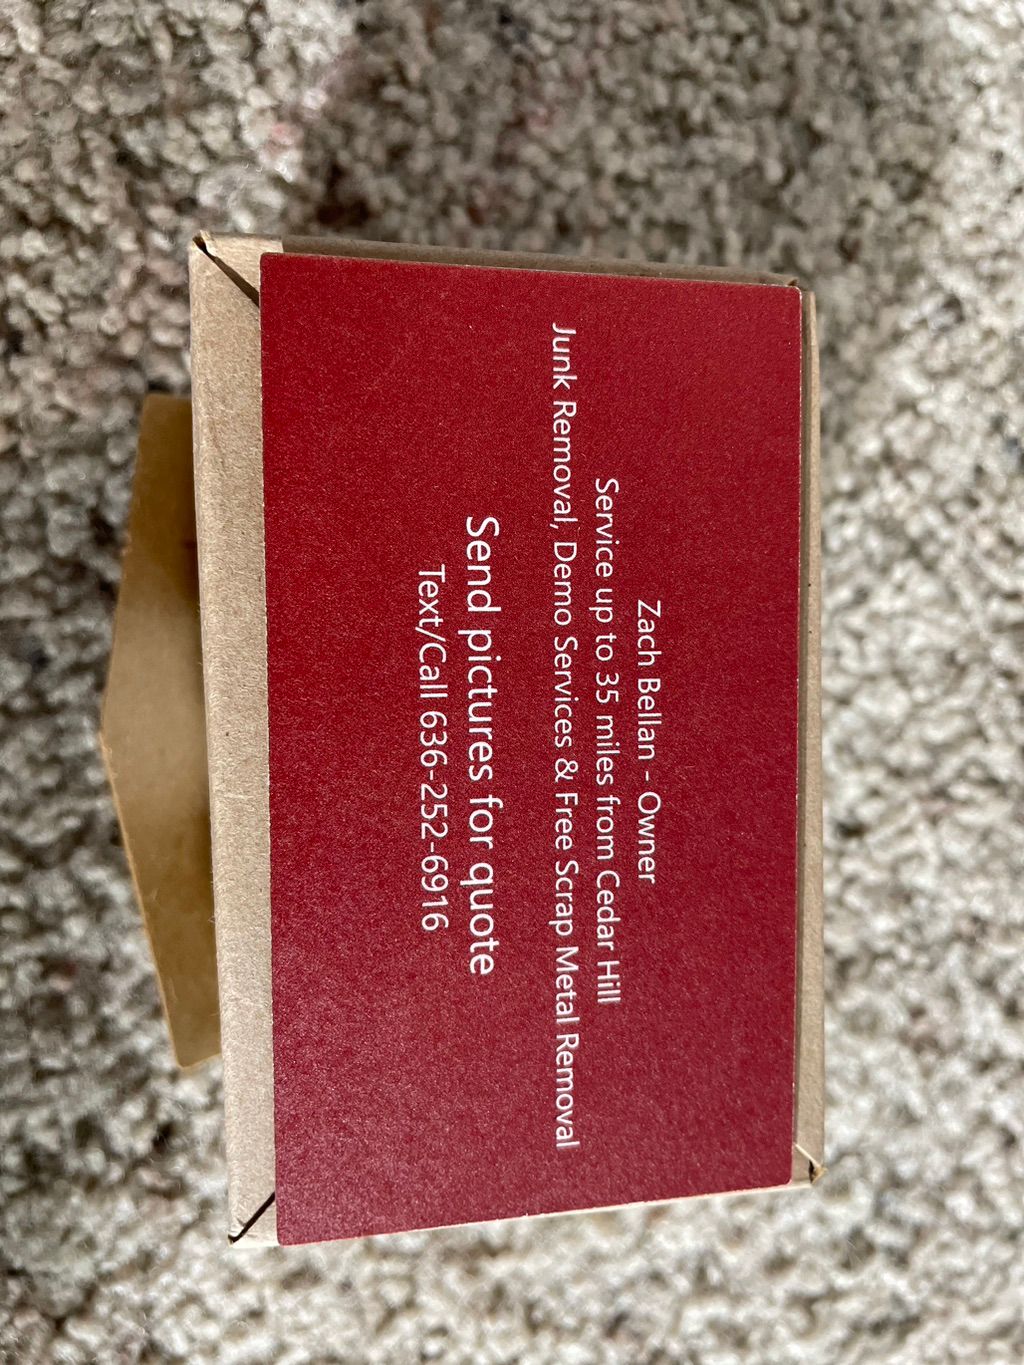 Zach Bellan - Owner
Service up to 35 miles from Cedar Hill
Junk Removal, Demo Services & Free Scrap Metal Removal
Send pictures for quote
Text/Call 636-252-6916